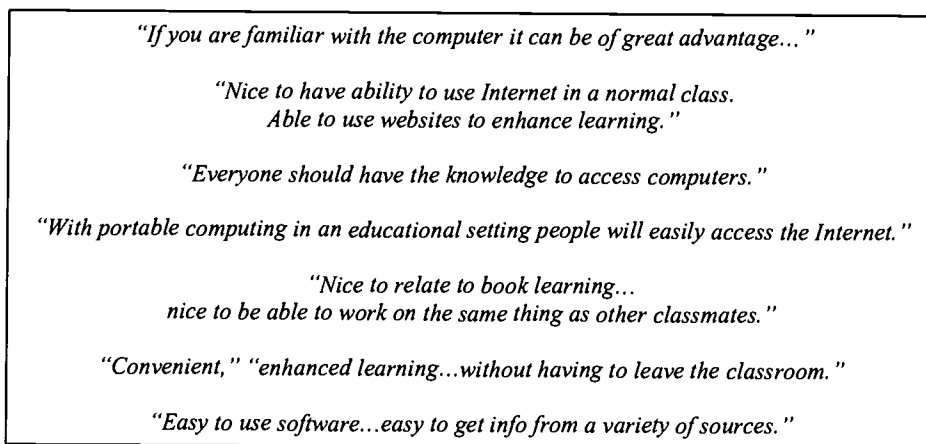 “If you are familiar with the computer it can be of great advantage… ”
“Nice to have ability to use Internet in a normal class.
Able to use websites to enhance learning. ”
“Everyone should have the knowledge to access computers. ”
“With portable computing in an educational setting people will easily access the Internet. ”
“Nice to relate to book learning…
nice to be able to work on the same thing as other classmates. ”
“Convenient, ” “enhanced learning…without having to leave the classroom. ”
“Easy to use software…easy to get info from a variety of sources. ”